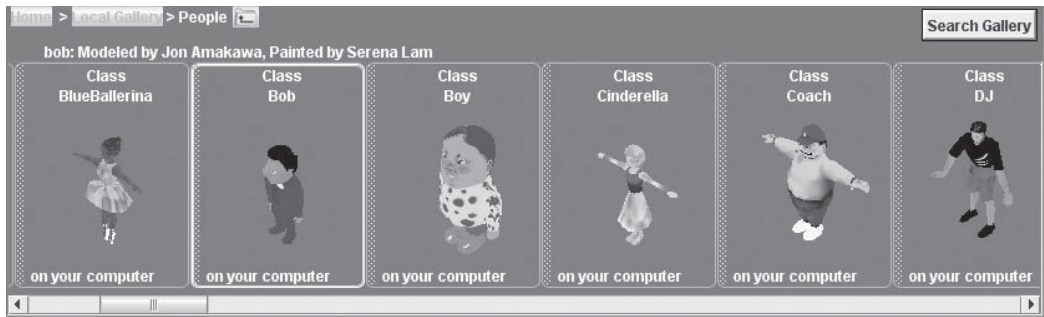 Home > Local Gallery > People
Search Gallery
bob: Modeled by Jon Amakawa, Painted by Serena Lam
Class
BlueBallerina
on your computer
Class
Bob
on your computer
Class
Boy
on your computer
Class
Cinderella
on your computer
Class
Coach
on your computer
Class
DJ
on your computer